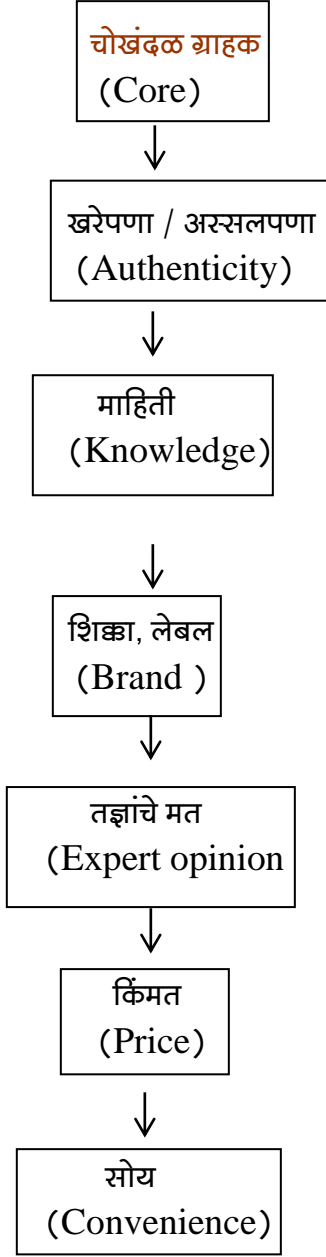 चोखंदळ ग्राहक
(Core)
खरेपणा / अस्सलपणा
(Authenticity)
माहिती
(Knowledge)
शिक्का, लेबल
(Brand )
तज्ञांचे मत
(Expert opinion
किंमत
(Price)
सोय
(Convenience)